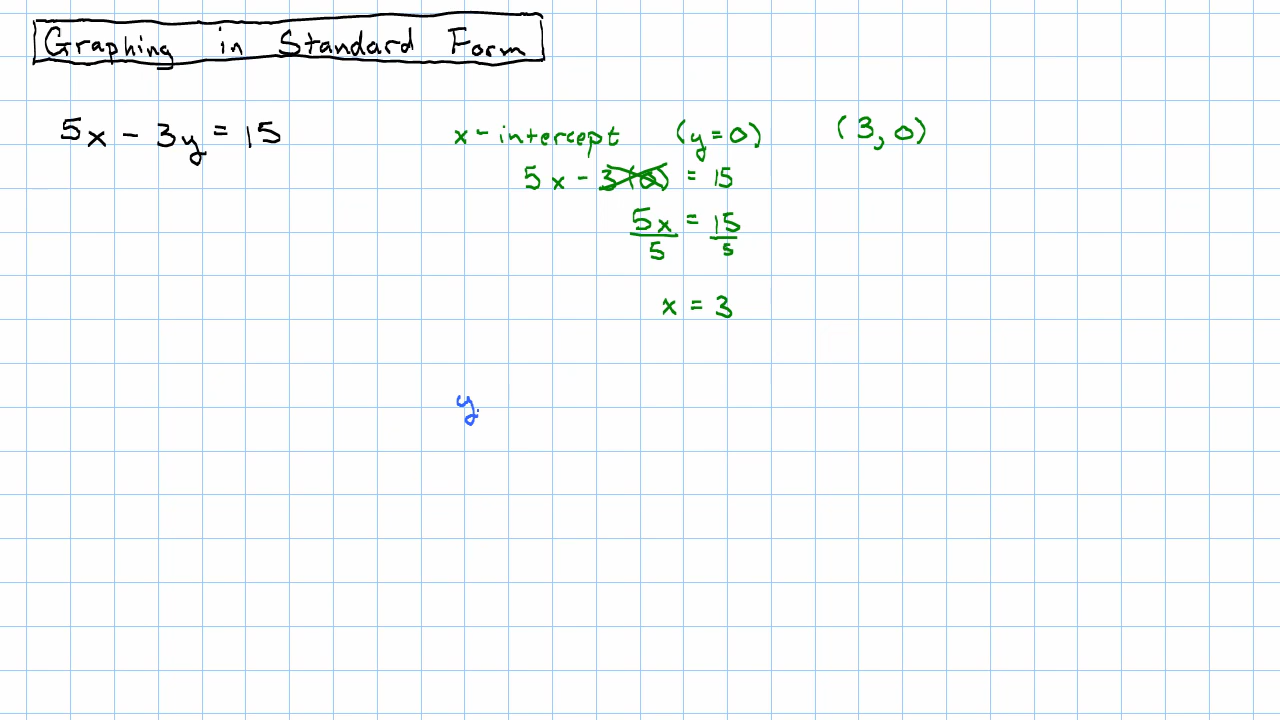 Graphing in Standard Form
5x - 3y = 15
x-intercept (y=0) (3, 0)
5x - 3(0) = 15
5x = 15
5 5
x = 3
y